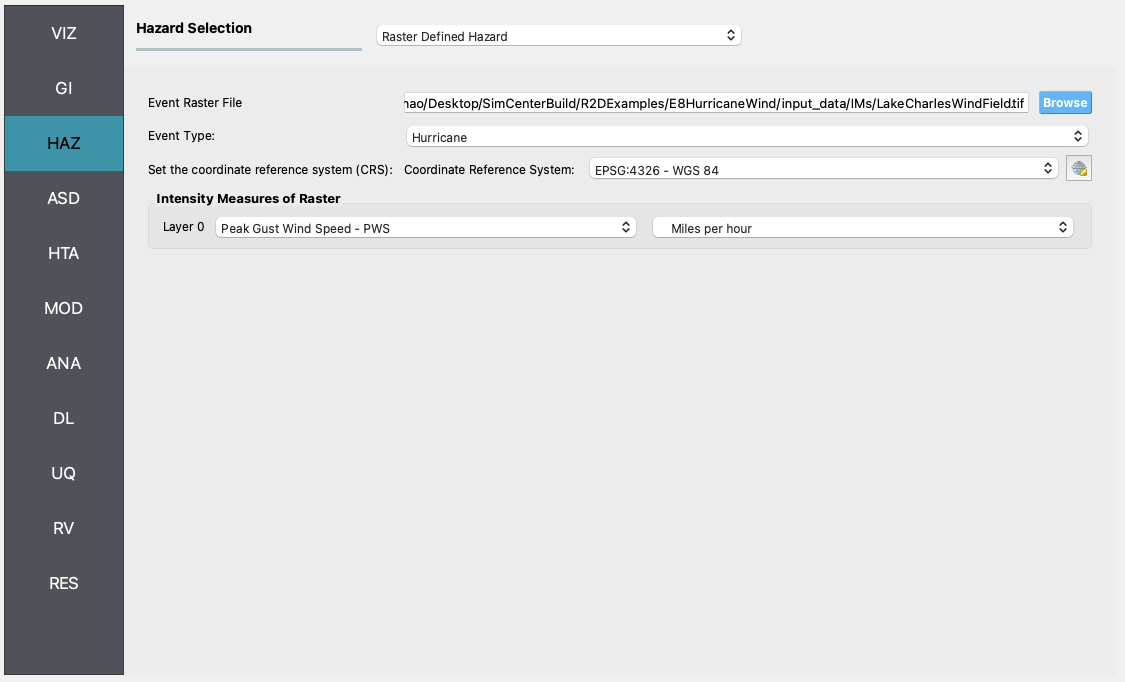 VIZ
GI
HAZ
ASD
HTA
MOD
ANA
DL
UQ
RV
RES
Hazard Selection
Raster Defined Hazard
Event Raster File
/Desktop/SimCenterBuild/R2DExamples/E8HurricaneWind/input_data/IMs/LakeCharlesWindField.tif
Browse
Event Type:
Hurricane
Set the coordinate reference system (CRS):
Coordinate Reference System:
EPSG:4326 - WGS 84
Intensity Measures of Raster
Layer 0
Peak Gust Wind Speed - PWS
Miles per hour